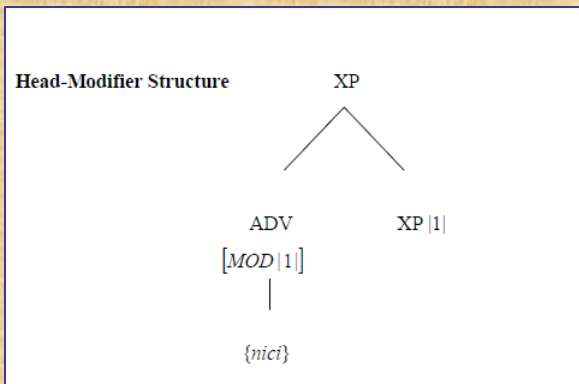 Head-Modifier Structure XP
ADV XP |1|
[MOD |1|]
{nici}